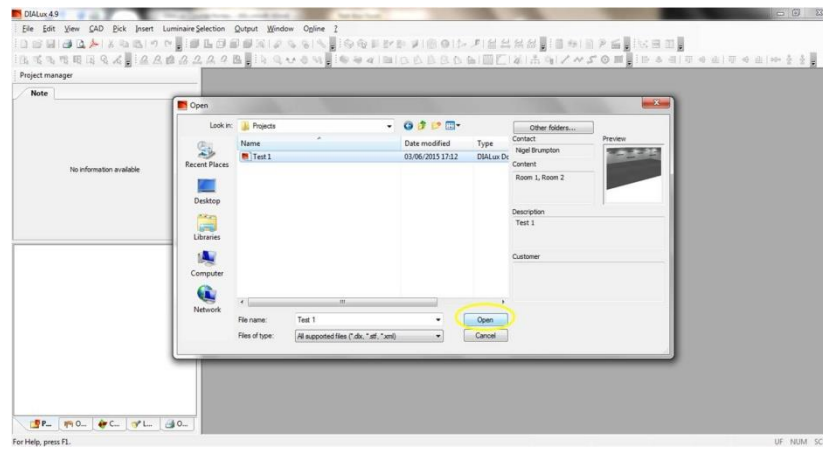 DIALux 4.9
File Edit View CAD Pick Insert Luminaire Selection Output Window Online ?
Project manager
Note
No information available
Open
Look in: Projects
Other folders...
Name Date modified Type
Test 1 03/06/2015 17:12 DIALux Do
Recent Places
Desktop
Libraries
Computer
Network
File name: Test 1 Open
Files of type: All supported files (*.dlx, *.stf, *.xml) Cancel
Contact
Nigel Brumpton
Content
Room 1, Room 2
Description
Test 1
Customer
Preview
P... O... C... L... O...
For Help, press F1. UF NUM SC